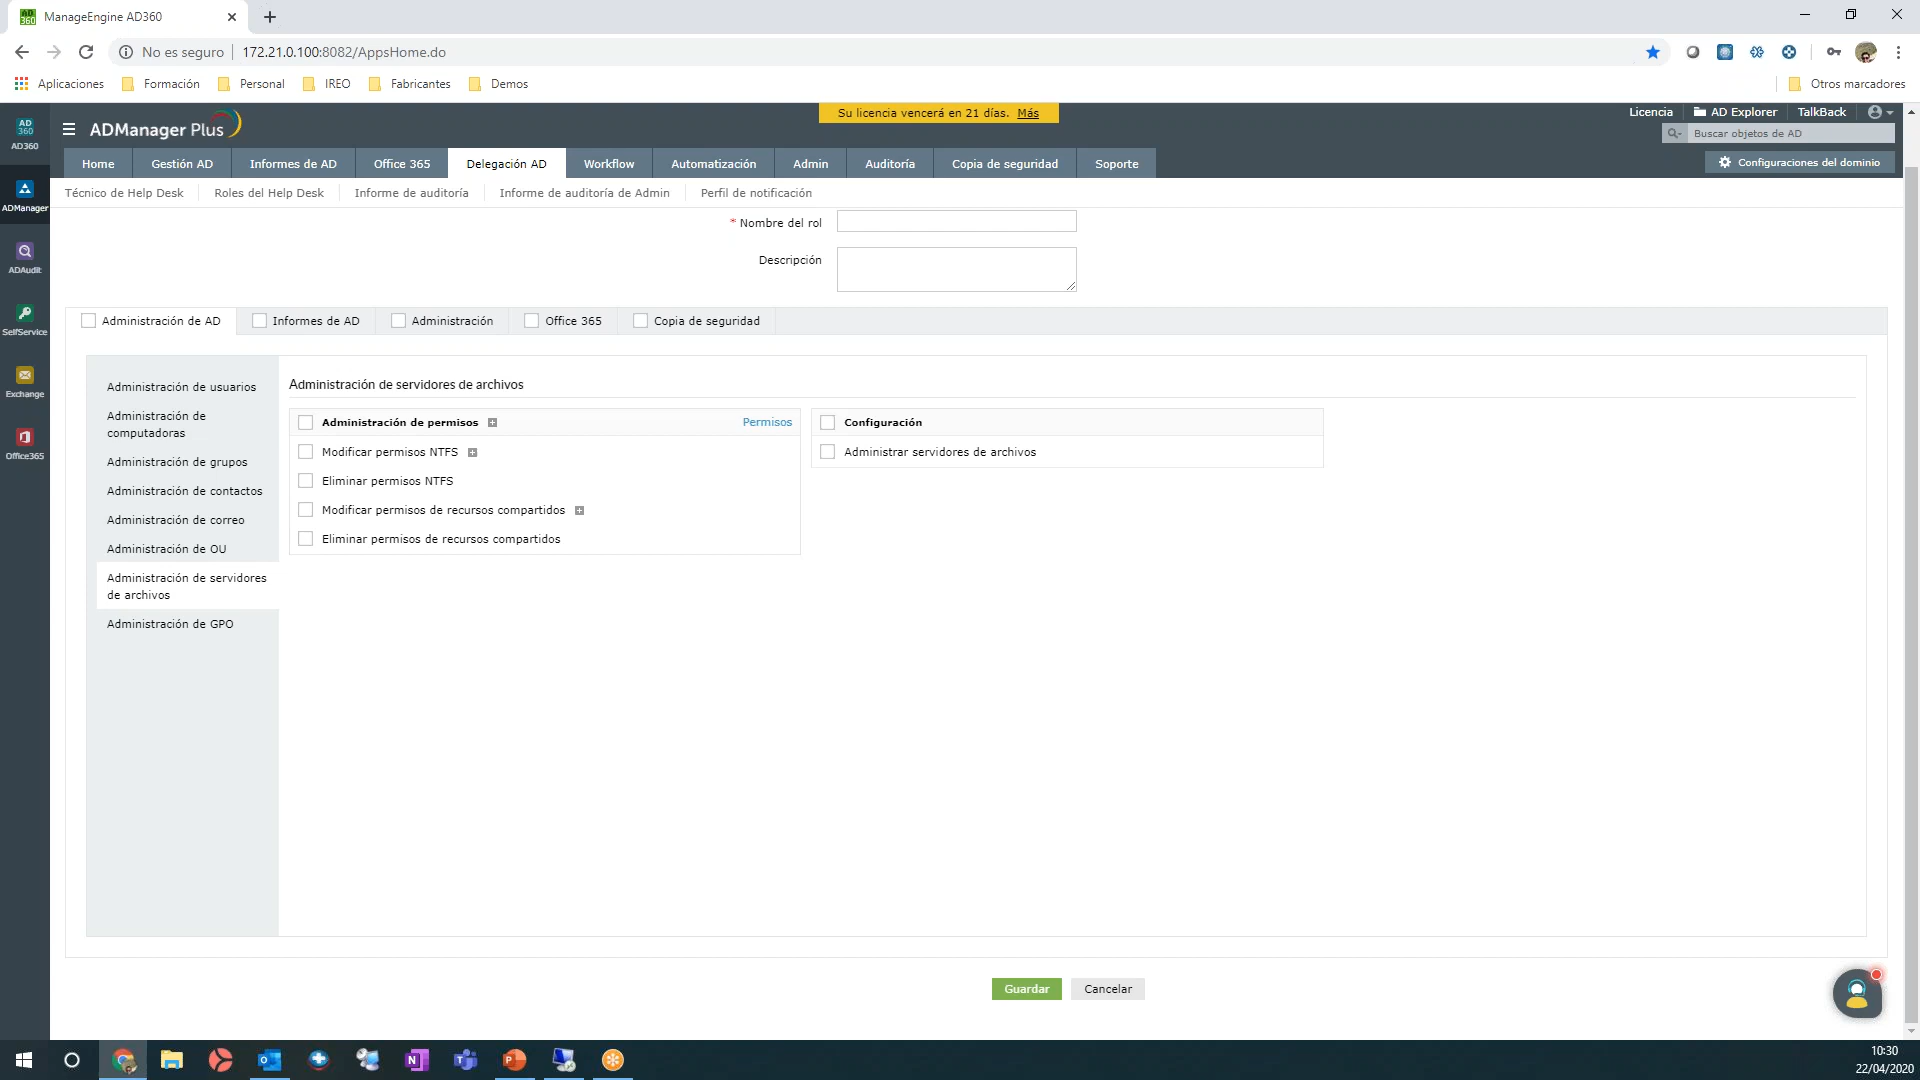 ManageEngine AD360
No es seguro 172.21.0.100:8082/AppsHome.do
Aplicaciones Formación Personal IREO Fabricantes Demos Otros marcadores
AD360
ADManager
ADAudit
SelfService
Exchange
Office365
ADManager Plus
Su licencia vencerá en 21 días. Más
Licencia AD Explorer TalkBack
Buscar objetos de AD
Home Gestión AD Informes de AD Office 365 Delegación AD Workflow Automatización Admin Auditoría Copia de seguridad Soporte
Configuraciones del dominio
Técnico de Help Desk Roles del Help Desk Informe de auditoría Informe de auditoría de Admin Perfil de notificación
* Nombre del rol
Descripción
Administración de AD Informes de AD Administración Office 365 Copia de seguridad
Administración de usuarios
Administración de
computadoras
Administración de grupos
Administración de contactos
Administración de correo
Administración de OU
Administración de servidores
de archivos
Administración de GPO
Administración de servidores de archivos
Administración de permisos Permisos
Modificar permisos NTFS
Eliminar permisos NTFS
Modificar permisos de recursos compartidos
Eliminar permisos de recursos compartidos
Configuración
Administrar servidores de archivos
Guardar Cancelar
10:30
22/04/2020